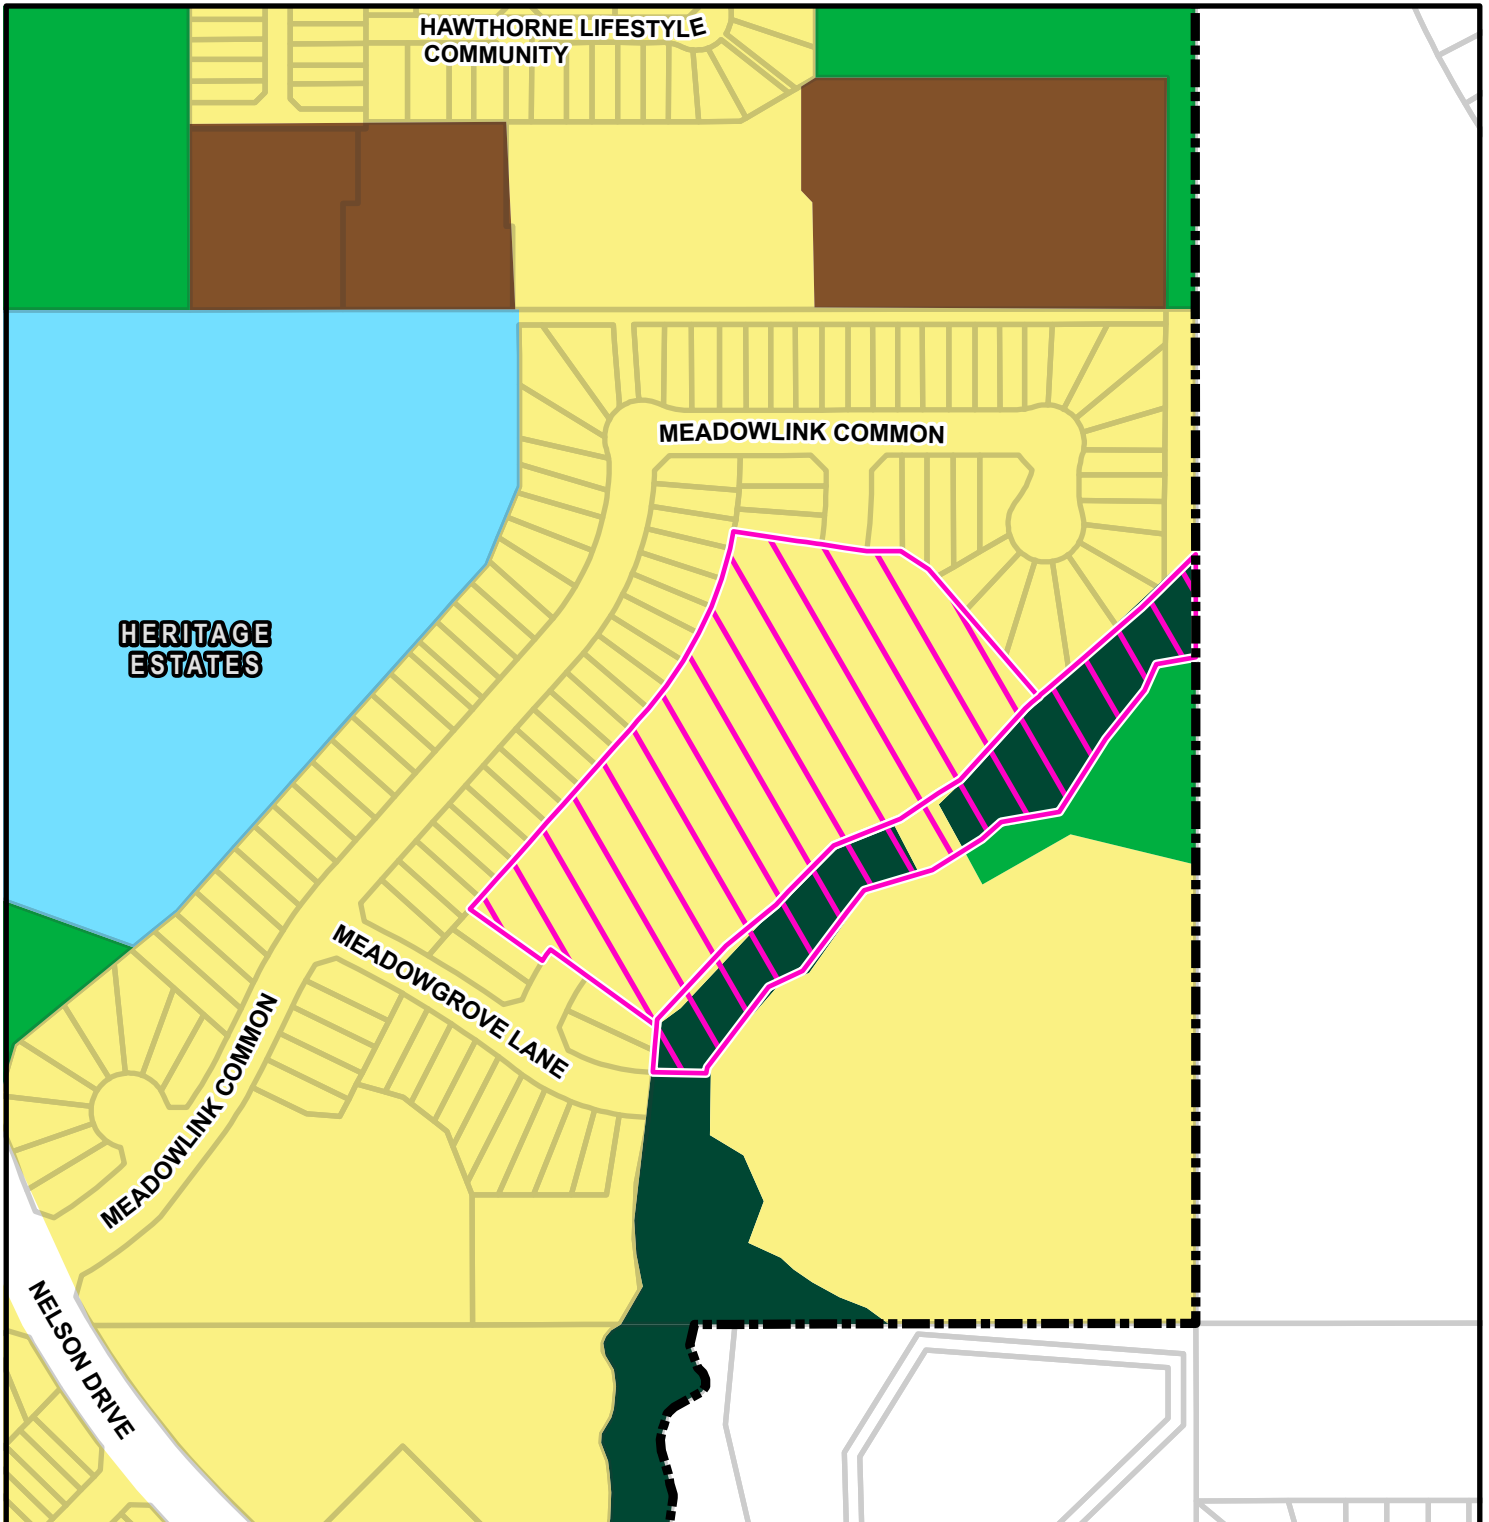 HAWTHORNE LIFESTYLE
COMMUNITY
MEADOWLINK COMMON
HERITAGE
ESTATES
MEADOWGROVE LANE
MEADOWLINK COMMON
NELSON DRIVE